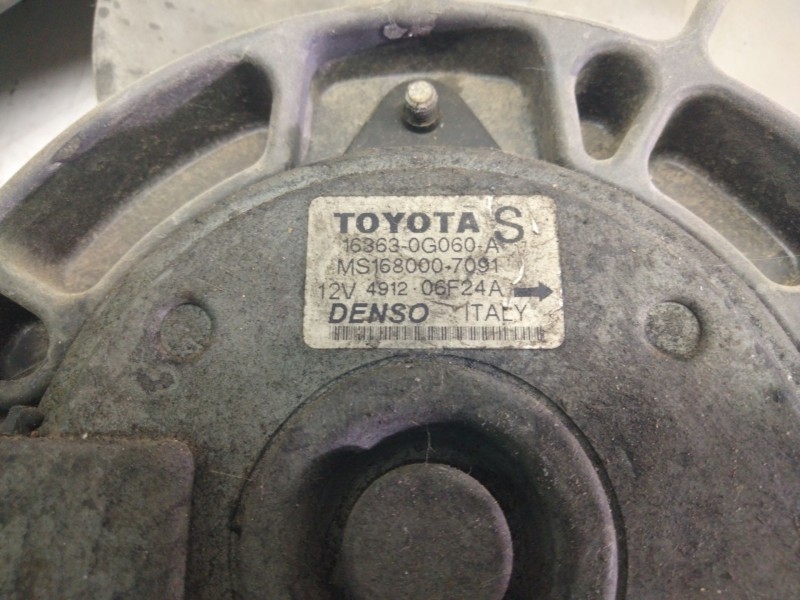 TOYOTA S
16363-0G060-A
MS168000-7091
12V 4912 06F24A
DENSO ITALY